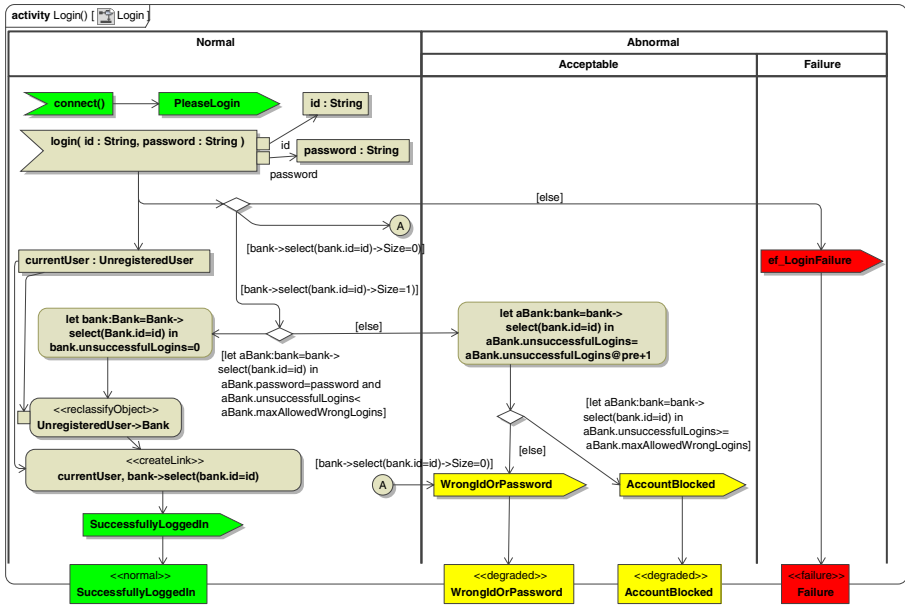 activity Login() [ Login ]
Normal
Abnormal
Acceptable
Failure
connect()
PleaseLogin
id : String
login( id : String, password : String )
id
password : String
password
[else]
A
[bank->select(bank.id=id)->Size=0)]
currentUser : UnregisteredUser
ef_LoginFailure
[bank->select(bank.id=id)->Size=1)]
let bank:Bank=Bank->
select(Bank.id=id) in
bank.unsuccessfulLogins=0
[else]
let aBank:bank=bank->
select(bank.id=id) in
aBank.unsuccessfulLogins=
aBank.unsuccessfulLogins@pre+1
[let aBank:bank=bank->
select(bank.id=id) in
aBank.password=password and
aBank.unsuccessfulLogins<
aBank.maxAllowedWrongLogins]
<<reclassifyObject>>
UnregisteredUser->Bank
[let aBank:bank=bank->
select(bank.id=id) in
aBank.unsuccessfulLogins>=
aBank.maxAllowedWrongLogins]
[else]
<<createLink>>
currentUser, bank->select(bank.id=id)
[bank->select(bank.id=id)->Size=0)]
A
WrongIdOrPassword
AccountBlocked
SuccessfullyLoggedIn
<<normal>>
SuccessfullyLoggedIn
<<degraded>>
WrongIdOrPassword
<<degraded>>
AccountBlocked
<<failure>>
Failure